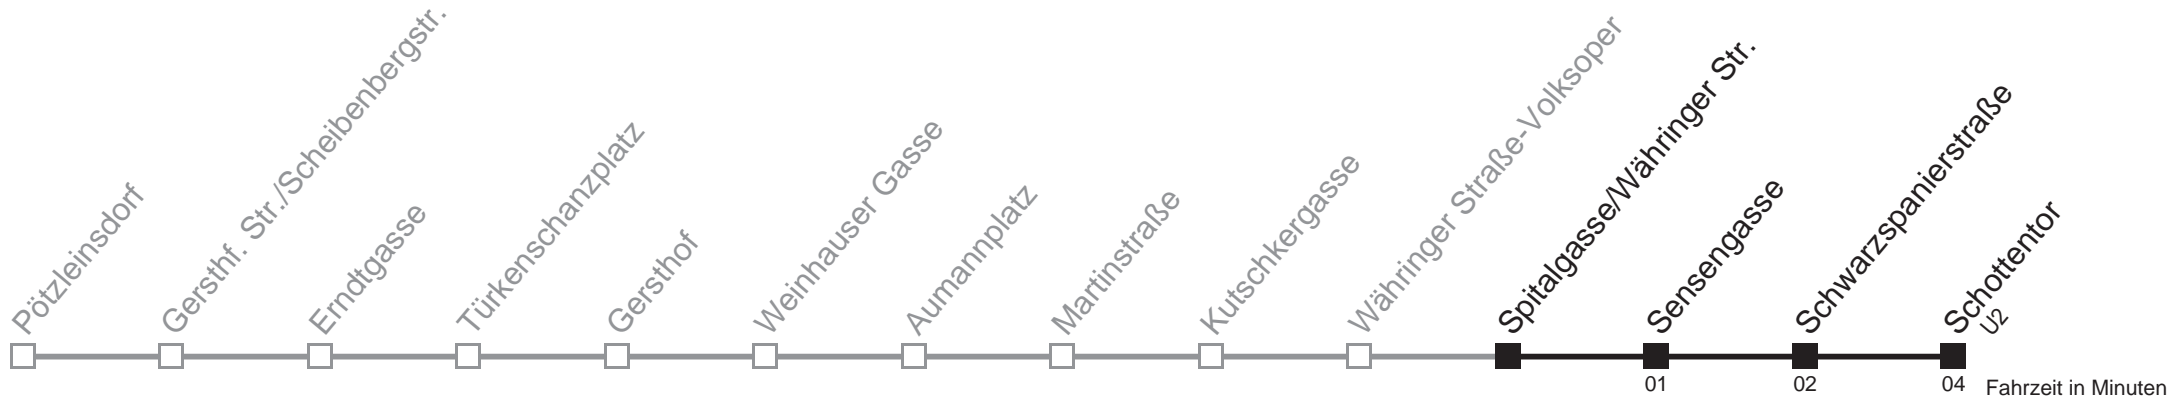 Pötzleinsdorf
Gersthf. Str./Scheibenbergstr.
Erndtgasse
Türkenschanzplatz
Gersthof
Weinhauser Gasse
Aumannplatz
Martinstraße
Kutschkergasse
Währinger Straße-Volksoper
Spitalgasse/Währinger Str.
Sensengasse
Schwarzspanierstraße
Schottentor
U2
01
02
04
Fahrzeit in Minuten